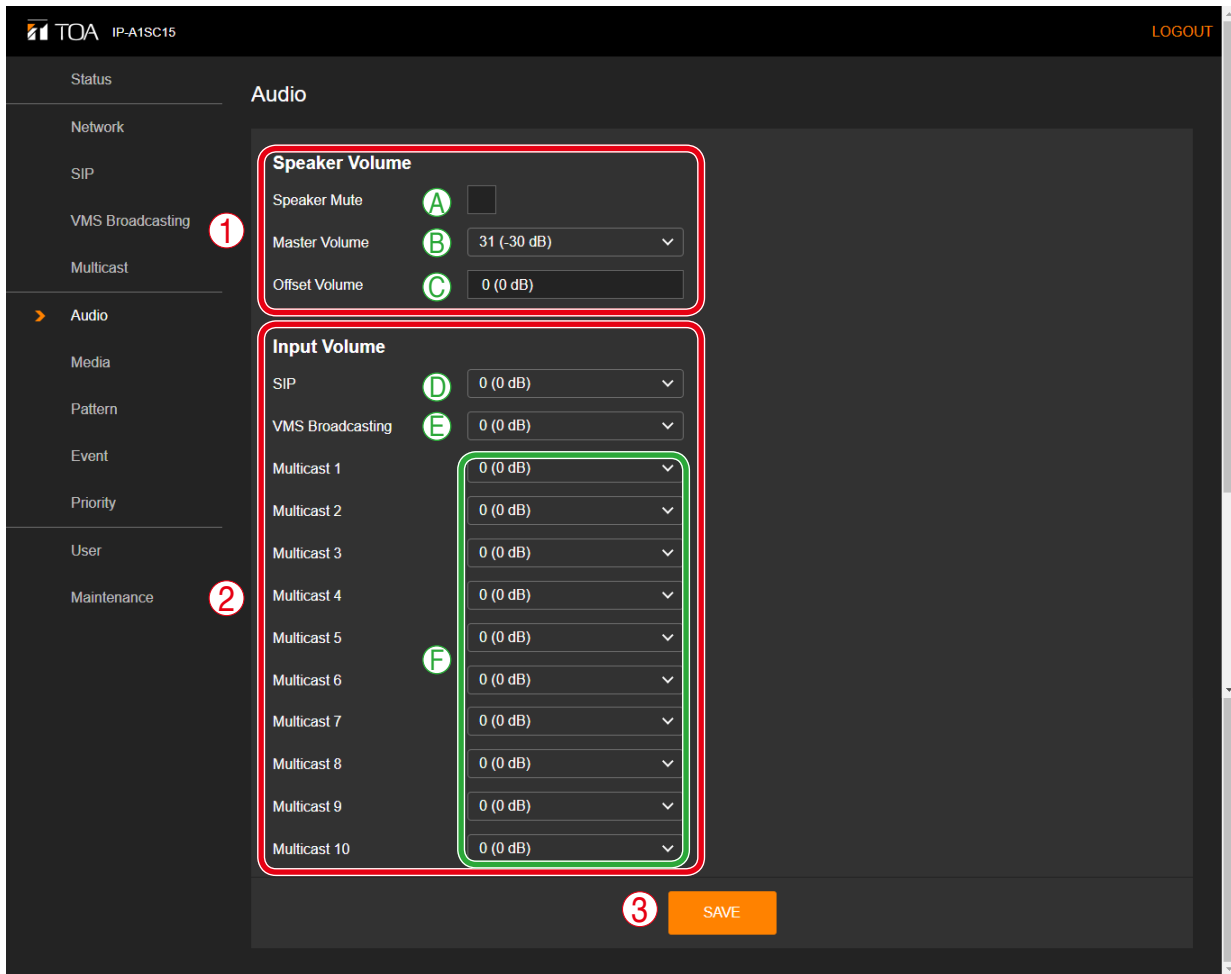 TOA IP-A1SC15
LOGOUT
Status
Network
SIP
VMS Broadcasting
Multicast
Audio
Media
Pattern
Event
Priority
User
Maintenance
Audio
1
Speaker Volume
Speaker Mute A
Master Volume B 31 (-30 dB)
Offset Volume C 0 (0 dB)
2
Input Volume
SIP D 0 (0 dB)
VMS Broadcasting E 0 (0 dB)
F
Multicast 1 0 (0 dB)
Multicast 2 0 (0 dB)
Multicast 3 0 (0 dB)
Multicast 4 0 (0 dB)
Multicast 5 0 (0 dB)
Multicast 6 0 (0 dB)
Multicast 7 0 (0 dB)
Multicast 8 0 (0 dB)
Multicast 9 0 (0 dB)
Multicast 10 0 (0 dB)
3 SAVE